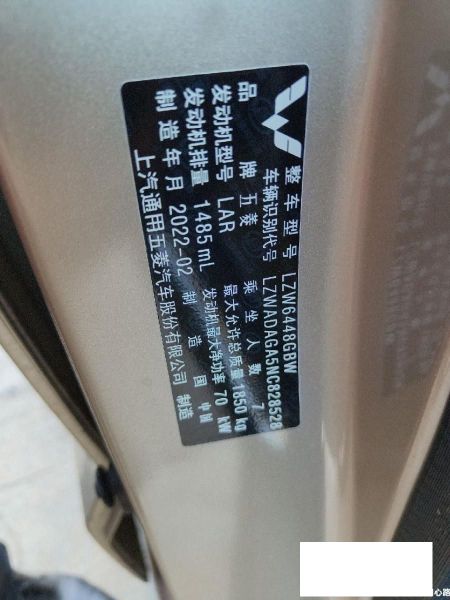 整车型号 LZW6448GBW
车辆识别代号 LZWADAGA5NC828528
品牌 五菱 乘坐人数 7
发动机型号 LAR 最大允许总质量 1850 kg
发动机排量 1485 mL 发动机最大净功率 70 kW
制造年月 2022-02 制造国 中国
上汽通用五菱汽车股份有限公司 制造
心路